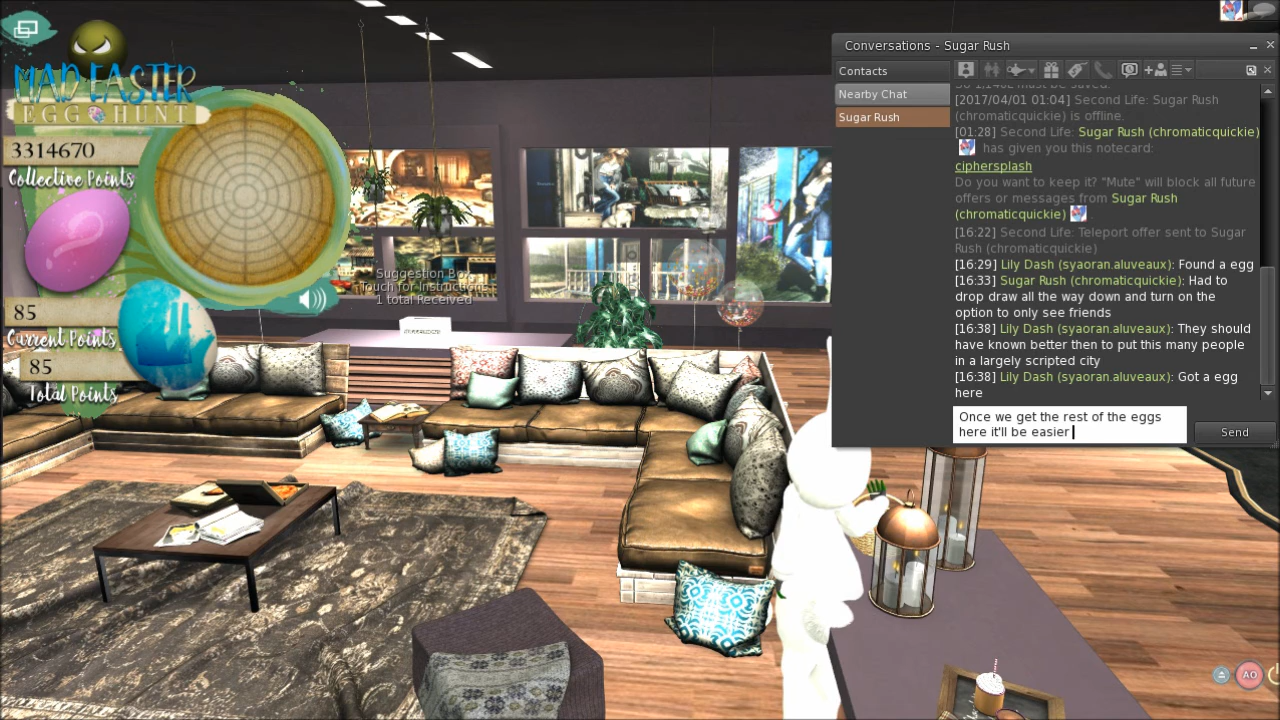 MAD EASTER
EGG HUNT
3314670
Collective Points
85
Current Points
85
Total Points
Suggestion Box
Touch for Instructions
1 total Received
SUGGESTIONS
Conversations - Sugar Rush
Contacts
Nearby Chat
Sugar Rush
[2017/04/01 01:04] Second Life: Sugar Rush
(chromaticquickie) is offline.
[01:28] Second Life: Sugar Rush (chromaticquickie)
has given you this notecard:
ciphersplash
Do you want to keep it? "Mute" will block all future
offers or messages from Sugar Rush
(chromaticquickie) .
[16:22] Second Life: Teleport offer sent to Sugar
Rush (chromaticquickie)
[16:29] Lily Dash (syaoran.aluveaux): Found a egg
[16:33] Sugar Rush (chromaticquickie): Had to
drop draw all the way down and turn on the
option to only see friends
[16:38] Lily Dash (syaoran.aluveaux): They should
have known better then to put this many people
in a largely scripted city
[16:38] Lily Dash (syaoran.aluveaux): Got a egg
here
Once we get the rest of the eggs
here it'll be easier
Send
AO